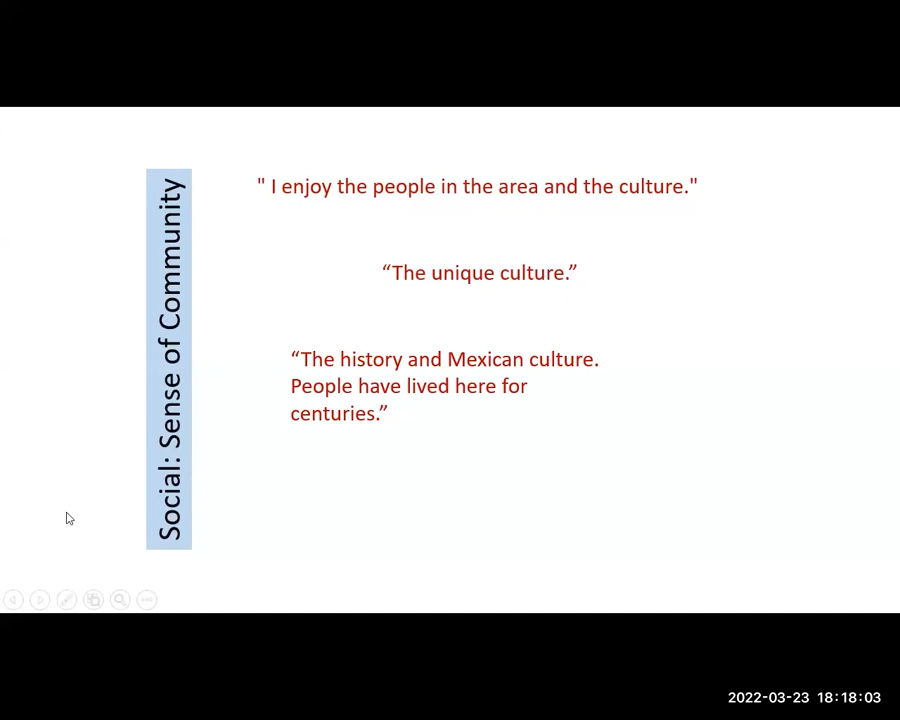 Social: Sense of Community
" I enjoy the people in the area and the culture."
“The unique culture.”
“The history and Mexican culture.
People have lived here for
centuries.”
2022-03-23 18:18:03